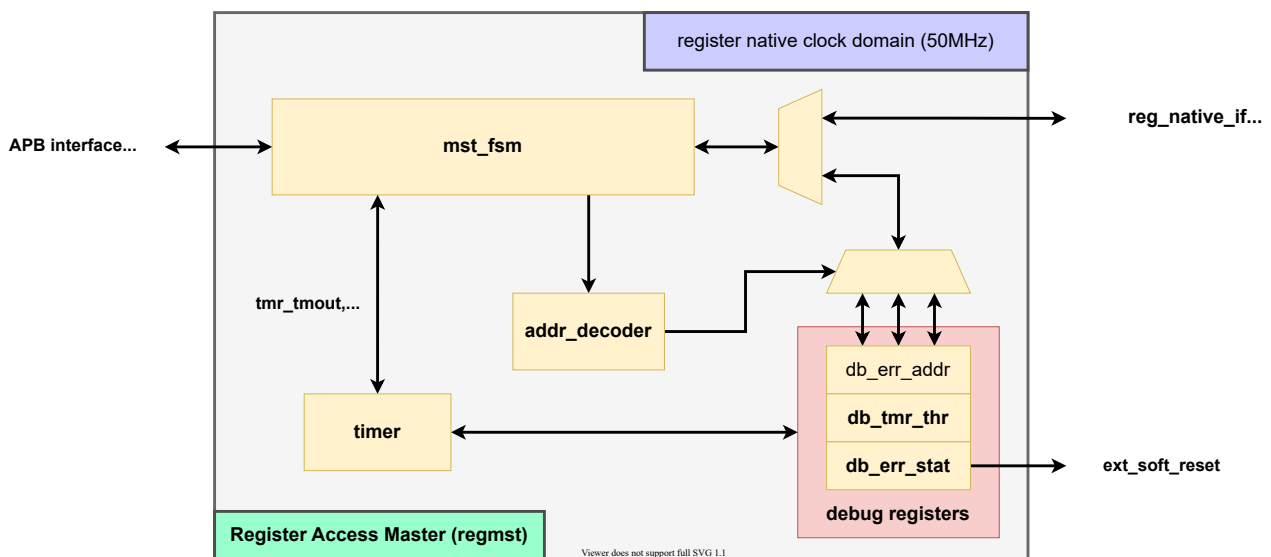 register native clock domain (50MHz)
APB interface...
mst_fsm
reg_native_if...
tmr_tmout,...
addr_decoder
db_err_addr
timer
db_tmr_thr
db_err_stat
ext_soft_reset
debug registers
Register Access Master (regmst)
Viewer does not support full SVG 1.1